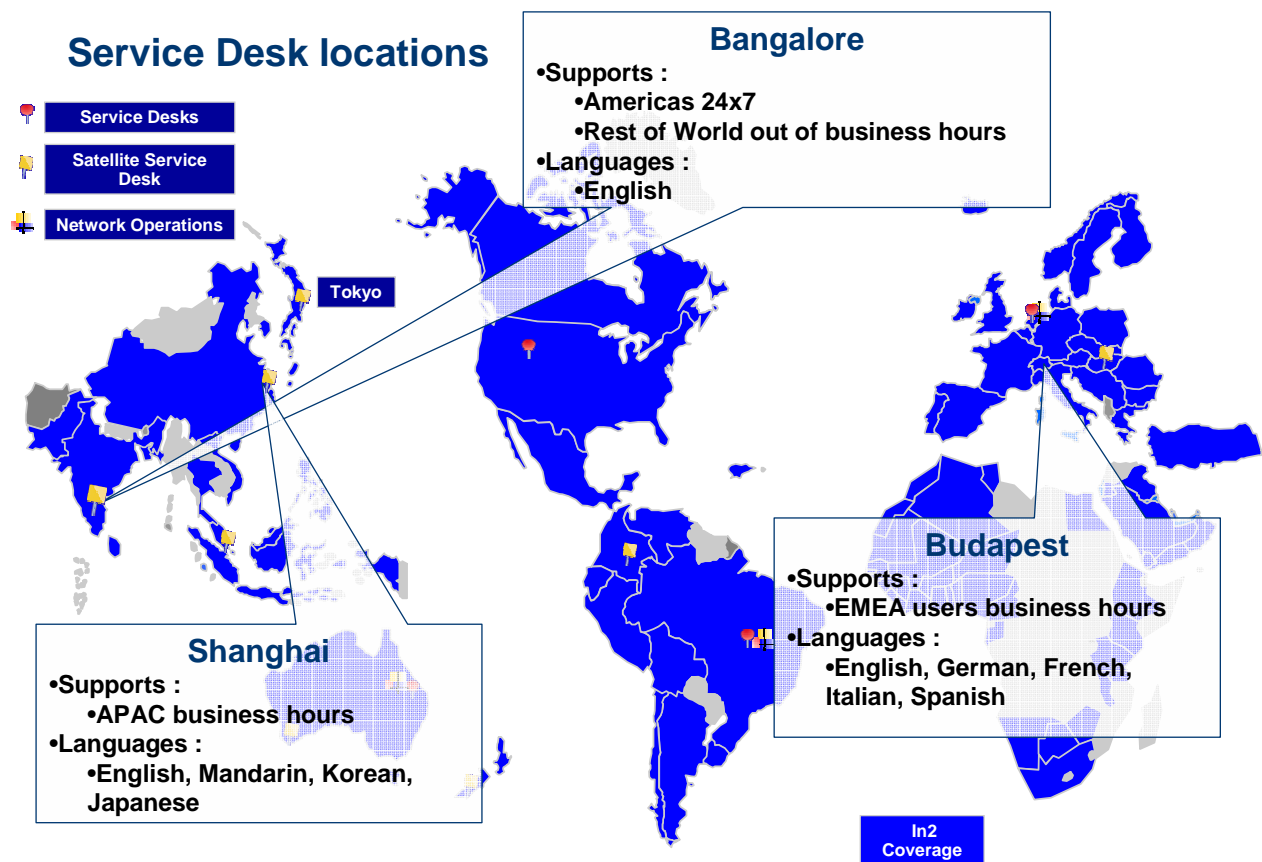 Service Desk locations
Service Desks
Satellite Service
Desk
Network Operations
Bangalore
•Supports :
•Americas 24x7
•Rest of World out of business hours
•Languages :
•English
Tokyo
Shanghai
•Supports :
•APAC business hours
•Languages :
•English, Mandarin, Korean,
Japanese
Budapest
•Supports :
•EMEA users business hours
•Languages :
•English, German, French,
Italian, Spanish
In2
Coverage